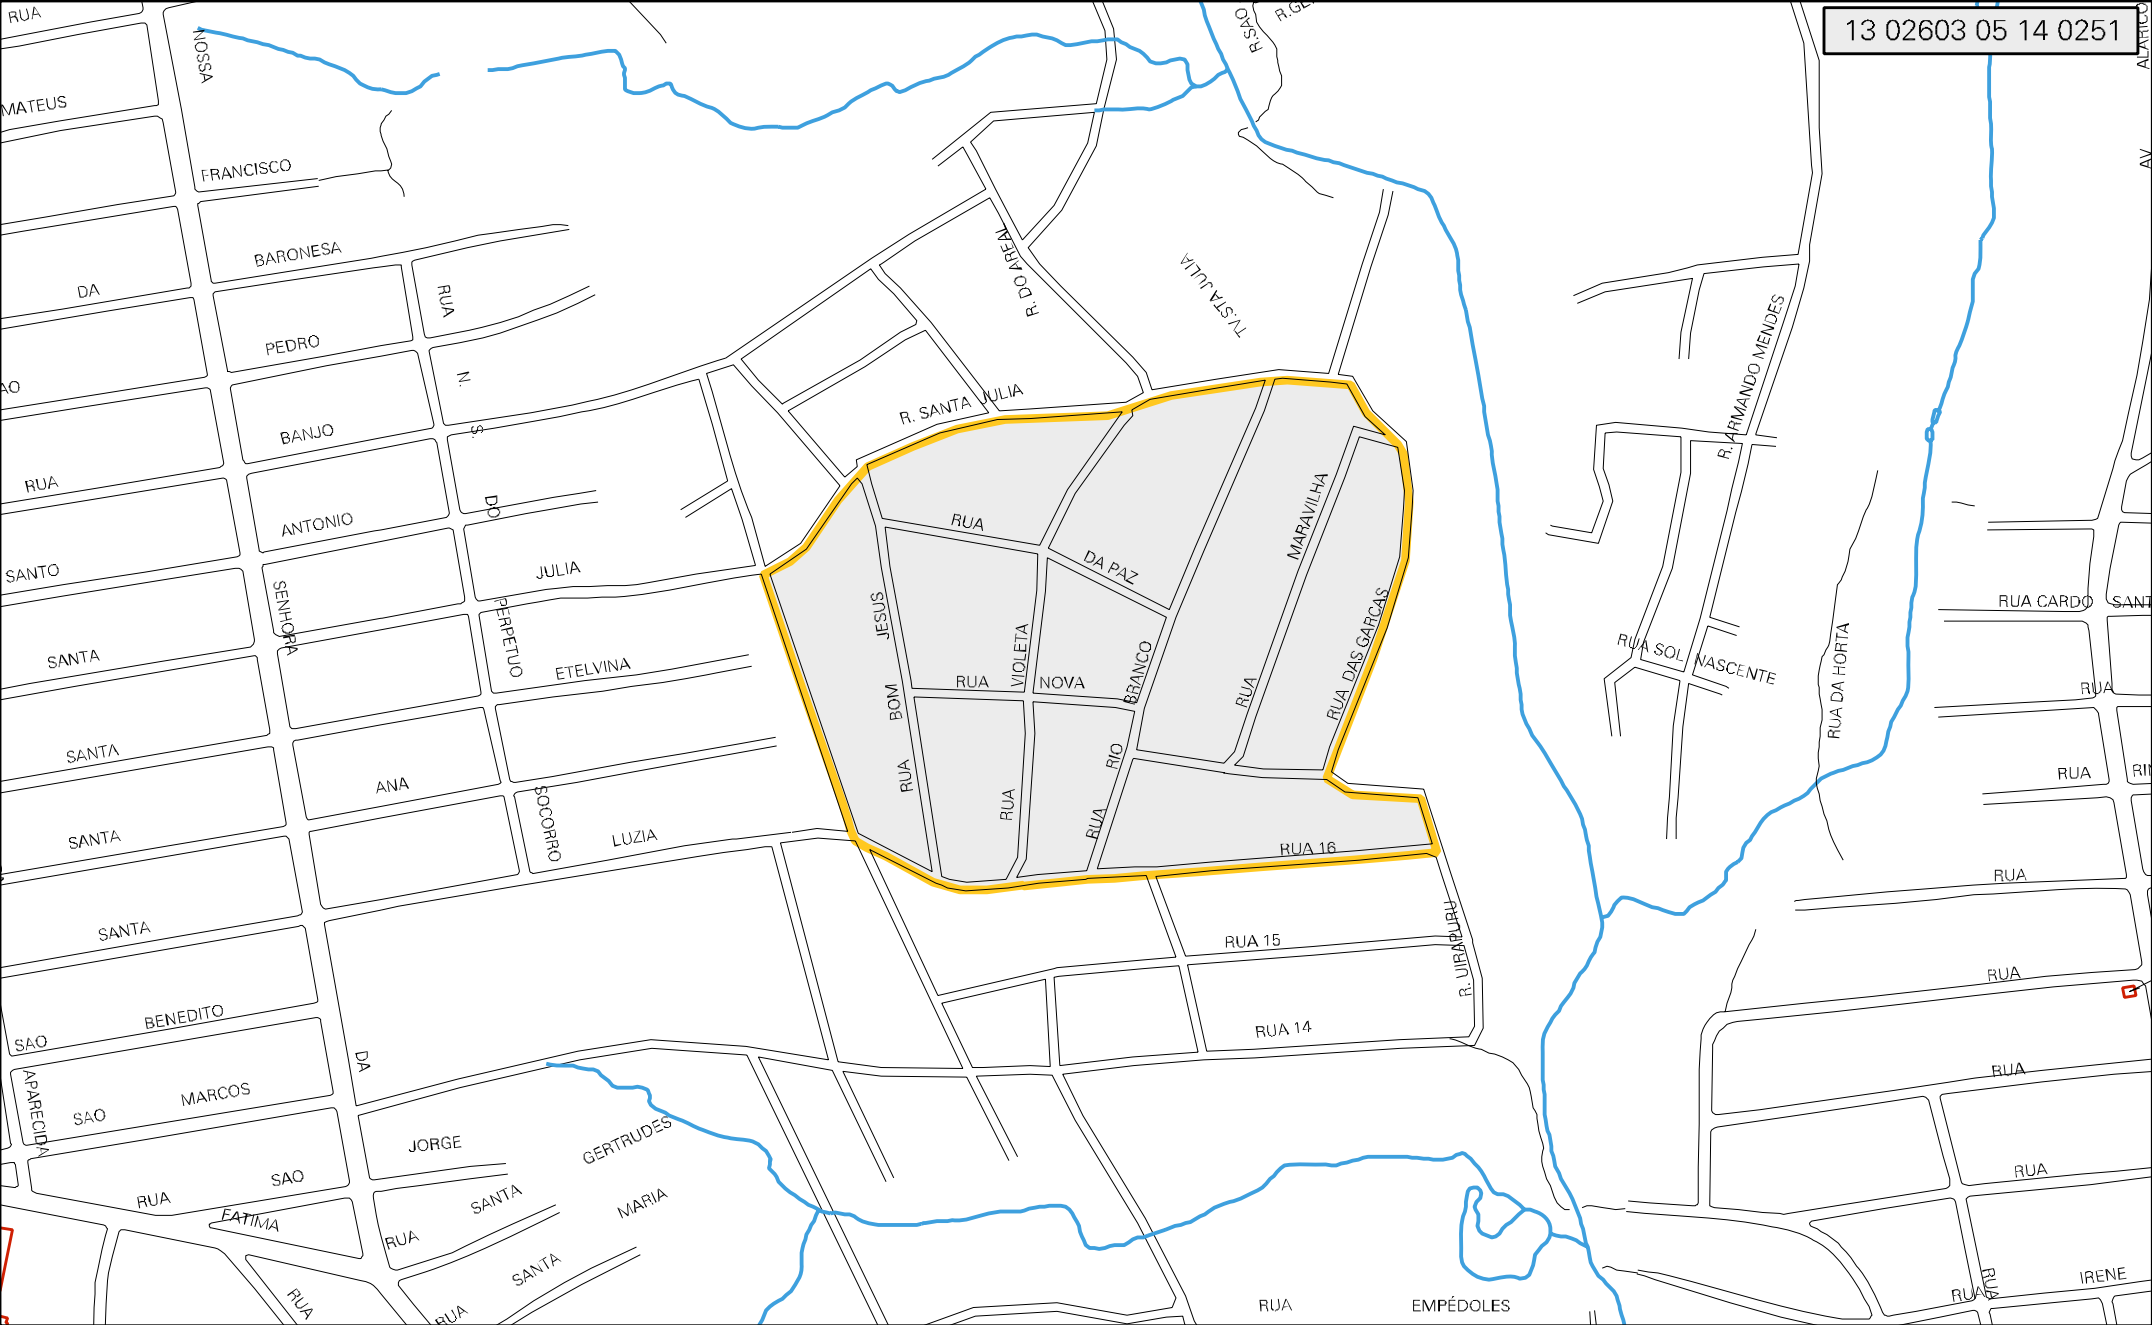 RUA
NOSSA
R.SAO
13 02603 05 14 0251
MATEUS
FRANCISCO
AV
ALARICO
BARONESA
DA
RUA
PEDRO
R. DO AREAL
TV.STA JULIA
R. ARMANDO MENDES
N.
R. SANTA JULIA
BANJO
S.
RUA
ANTONIO
DO
RUA
MARAVILHA
SANTO
JULIA
DA PAZ
SENHORA
PERPETUO
JESUS
VIOLETA
RUA CARDO
SANT
SANTA
ETELVINA
BRANCO
RUA DAS GARCAS
RUA SOL NASCENTE
RUA DA HORTA
RUA NOVA
BOM
RUA
RUA
SANTA
RIO
ANA
RUA
RUA
RUA
SOCORRO
SANTA
LUZIA
RUA
RUA 16
RUA
SANTA
RUA 15
R. UIRAPURU
RUA
SAO
BENEDITO
RUA 14
DA
RUA
APARECIDA
SAO
MARCOS
JORGE
GERTRUDES
RUA
SAO
RUA
FATIMA
SANTA
MARIA
RUA
SANTA
RUA
RUA
RUA
EMPÉDOLES
RUA
RUA
IRENE